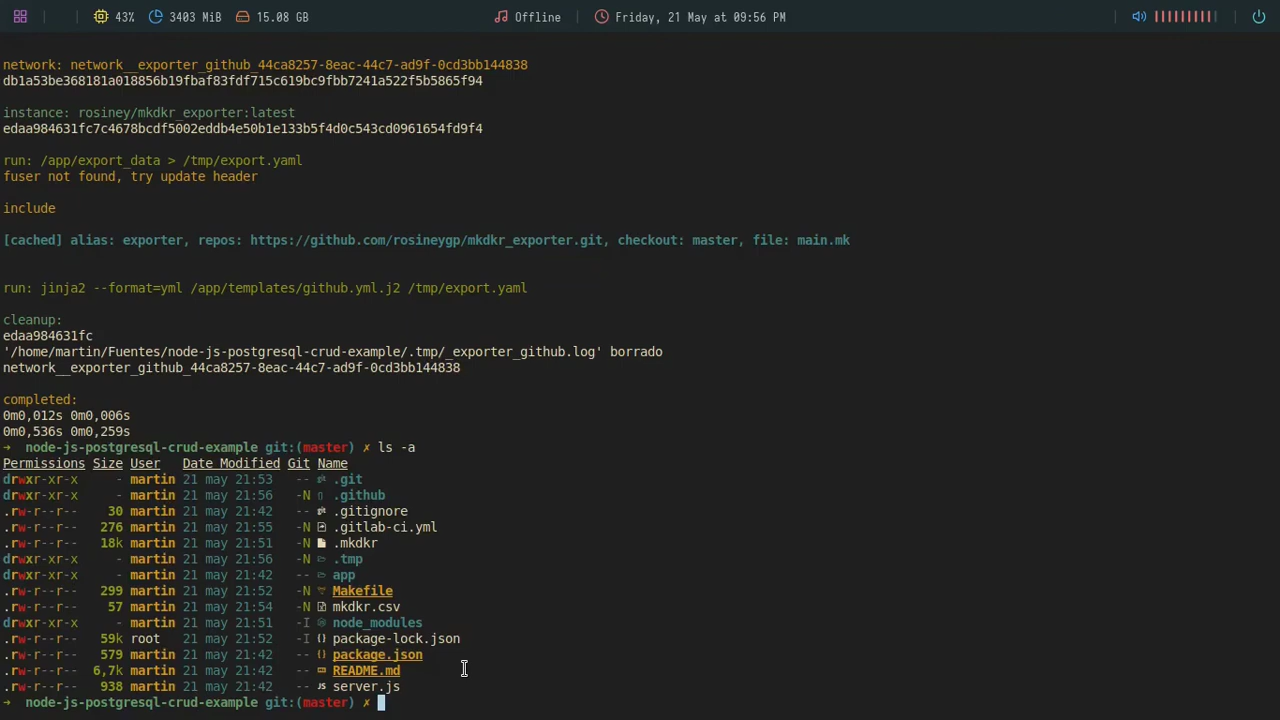 43% 3403 MiB 15.08 GB Offline Friday, 21 May at 09:56 PM
network: network__exporter_github_44ca8257-8eac-44c7-ad9f-0cd3bb144838
db1a53be368181a018856b19fbaf83fdf715c619bc9fbb7241a522f5b5865f94
instance: rosiney/mkdkr_exporter:latest
edaa984631fc7c4678bcdf5002eddb4e50b1e133b5f4d0c543cd0961654fd9f4
run: /app/export_data > /tmp/export.yaml
fuser not found, try update header
include
[cached] alias: exporter, repos: https://github.com/rosineygp/mkdkr_exporter.git, checkout: master, file: main.mk
run: jinja2 --format=yml /app/templates/github.yml.j2 /tmp/export.yaml
cleanup:
edaa984631fc
'/home/martin/Fuentes/node-js-postgresql-crud-example/.tmp/_exporter_github.log' borrado
network__exporter_github_44ca8257-8eac-44c7-ad9f-0cd3bb144838
completed:
0m0,012s 0m0,006s
0m0,536s 0m0,259s
→ node-js-postgresql-crud-example git:(master) ✗ ls -a
Permissions Size User Date Modified Git Name
drwxr-xr-x - martin 21 may 21:53 -- .git
drwxr-xr-x - martin 21 may 21:56 -N .github
.rw-r--r-- 30 martin 21 may 21:42 -- .gitignore
.rw-r--r-- 276 martin 21 may 21:55 -N .gitlab-ci.yml
.rw-r--r-- 18k martin 21 may 21:51 -N .mkdkr
drwxr-xr-x - martin 21 may 21:56 -N .tmp
drwxr-xr-x - martin 21 may 21:42 -- app
.rw-r--r-- 299 martin 21 may 21:52 -N Makefile
.rw-r--r-- 57 martin 21 may 21:54 -N mkdkr.csv
drwxr-xr-x - martin 21 may 21:51 -I node_modules
.rw-r--r-- 59k root 21 may 21:52 -I package-lock.json
.rw-r--r-- 579 martin 21 may 21:42 -- package.json
.rw-r--r-- 6,7k martin 21 may 21:42 -- README.md
.rw-r--r-- 938 martin 21 may 21:42 -- server.js
→ node-js-postgresql-crud-example git:(master) ✗